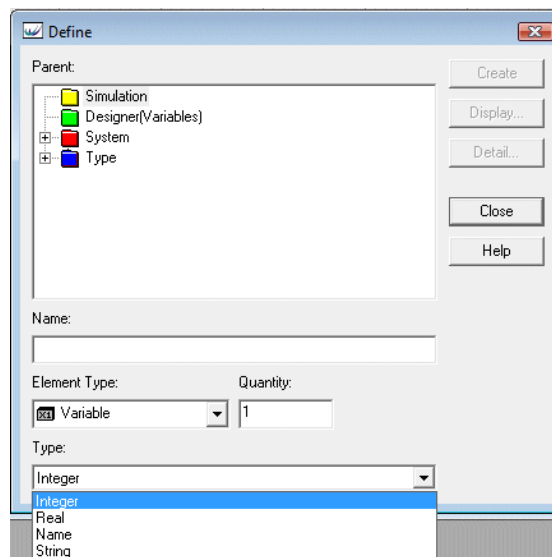 Define
Parent:
Simulation
Designer(Variables)
System
Type
Create
Display...
Detail...
Close
Help
Name:
Element Type:
Quantity:
Variable
1
Type:
Integer
Integer
Real
Name
String